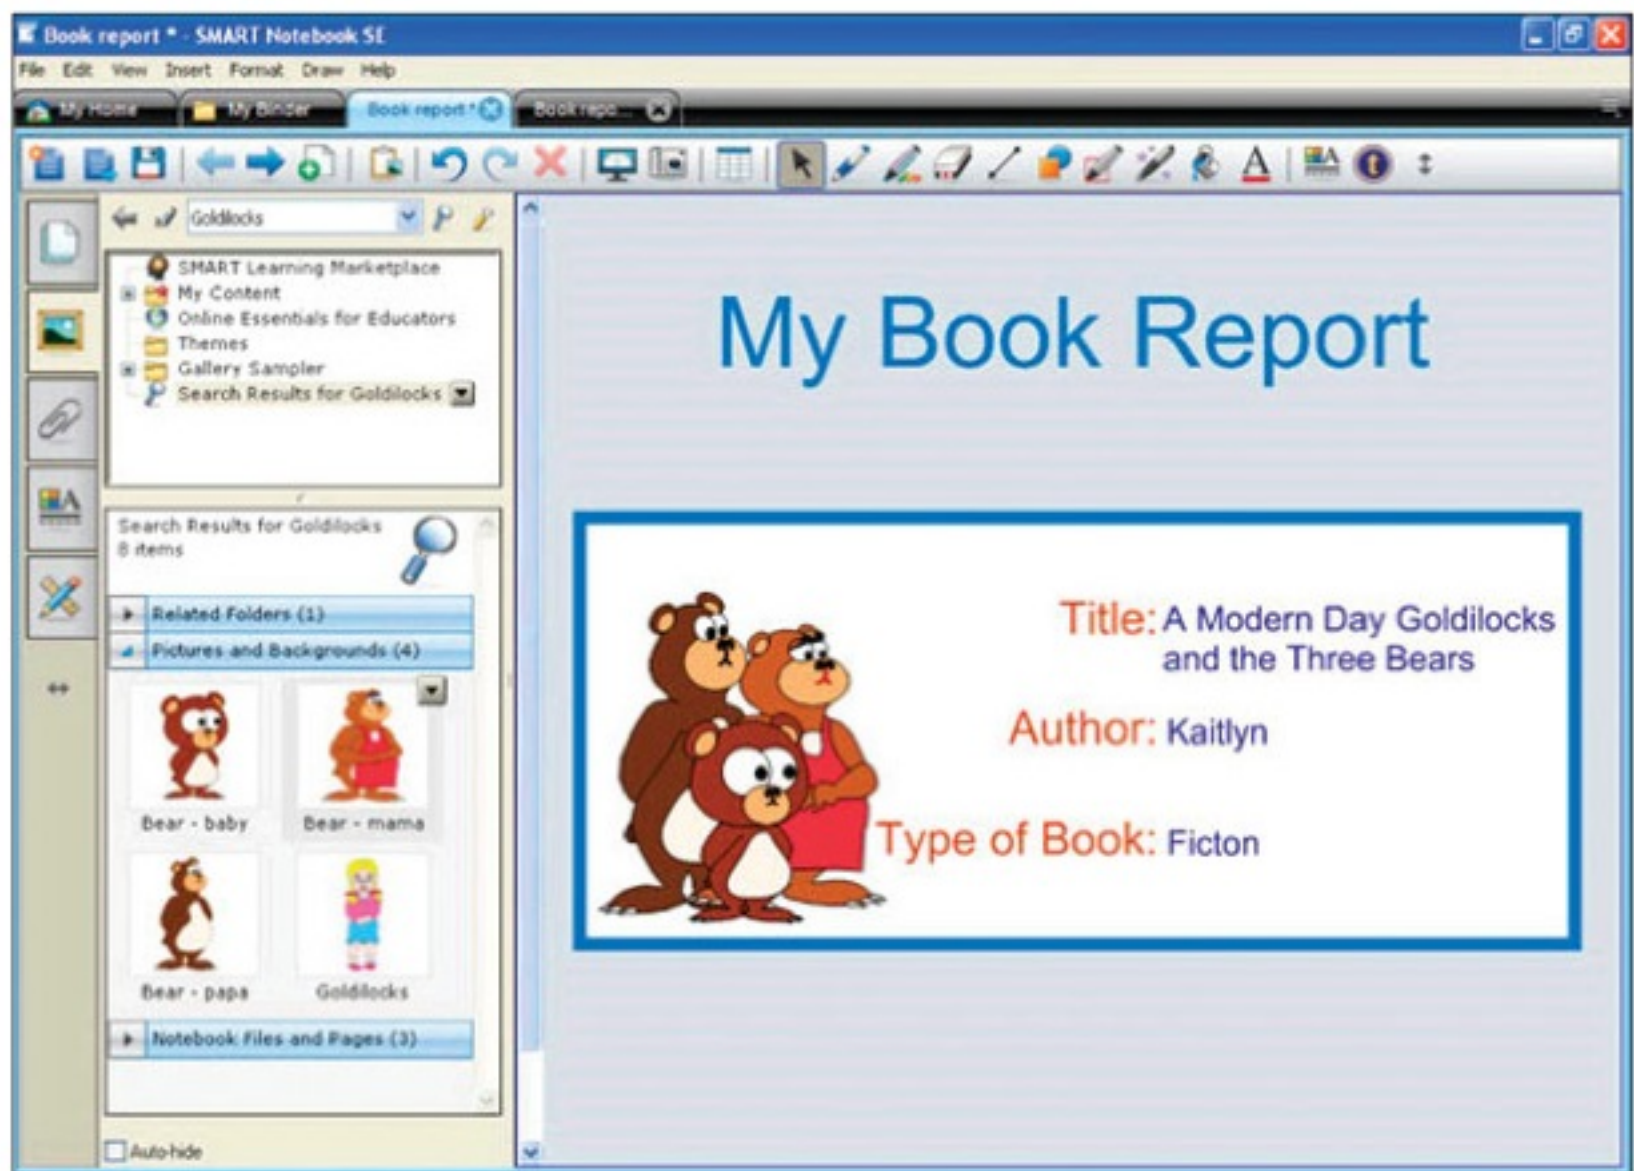 Book report * - SMART Notebook SE
File Edit View Insert Format Draw Help
My Home My Binder Book report * Book repo...
Goldilocks
SMART Learning Marketplace
My Content
Online Essentials for Educators
Themes
Gallery Sampler
Search Results for Goldilocks
Search Results for Goldilocks
8 items
Related Folders (1)
Pictures and Backgrounds (4)
Bear - baby Bear - mama
Bear - papa Goldilocks
Notebook Files and Pages (3)
Auto-hide
My Book Report
Title: A Modern Day Goldilocks
and the Three Bears
Author: Kaitlyn
Type of Book: Ficton